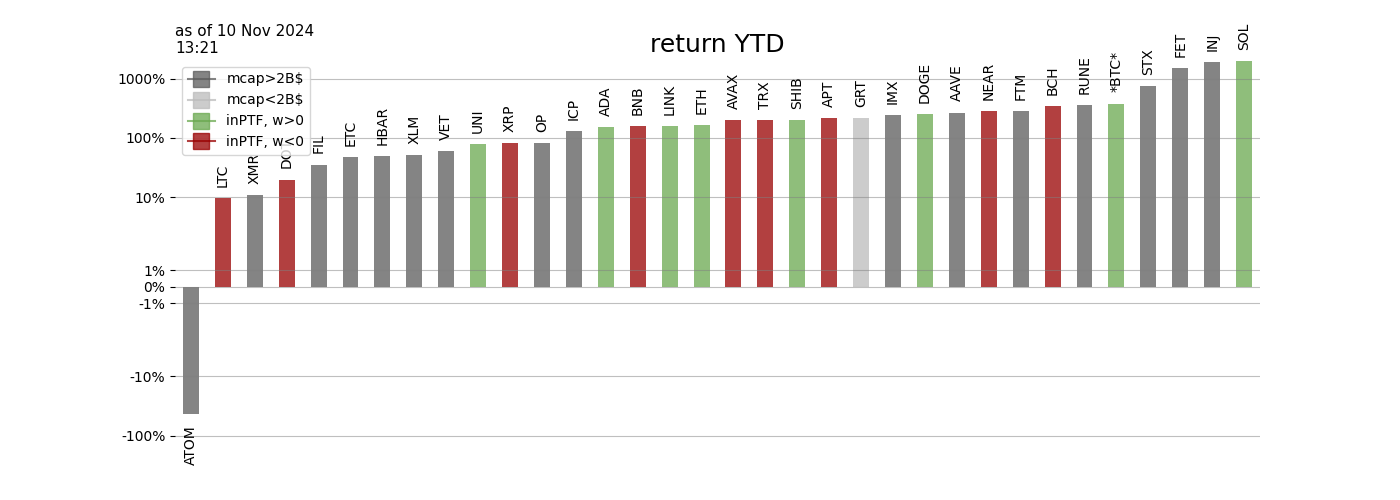 as of 10 Nov 2024
13:21
return YTD
mcap>2B$
mcap<2B$
inPTF, w>0
inPTF, w<0
1000%
100%
10%
1%
0%
-1%
-10%
-100%
ATOM
LTC
XMR
FIL
ETC
HBAR
XLM
VET
UNI
XRP
OP
ICP
ADA
BNB
LINK
ETH
AVAX
TRX
SHIB
APT
GRT
IMX
DOGE
AAVE
NEAR
FTM
BCH
RUNE
*BTC*
STX
FET
INJ
SOL